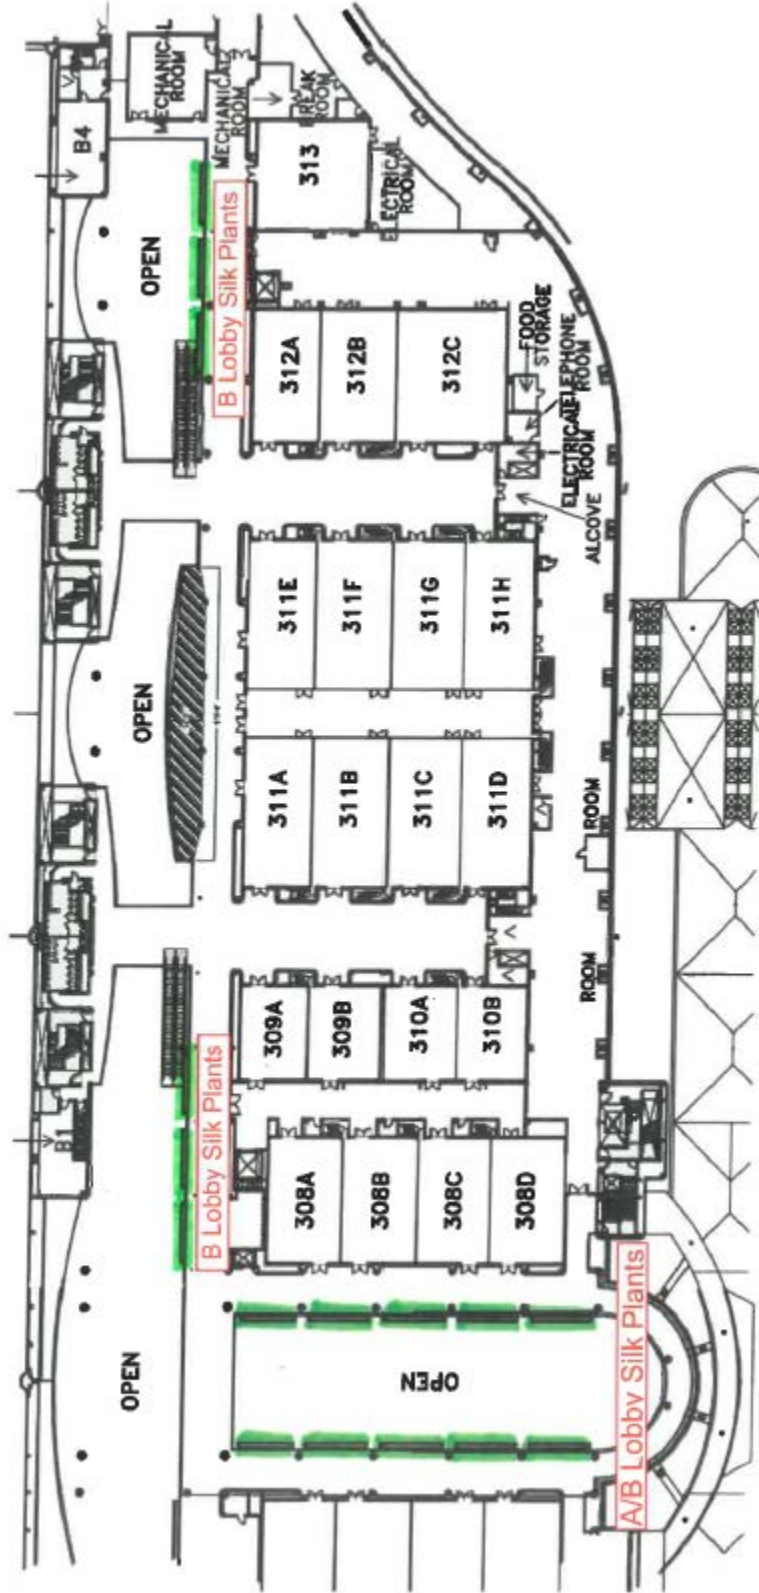 MECHANICAL
ROOM
B4
MECHANICAL
ROOM
BREAK
ROOM
313
ELECTRICAL
ROOM
OPEN
B Lobby Silk Plants
312A
312B
312C
FOOD
STORAGE
TELEPHONE
ROOM
ELECTRICAL
ROOM
ALCOVE
311E
311F
311G
311H
OPEN
311A
311B
311C
311D
ROOM
ROOM
309A
309B
310A
310B
B1
B Lobby Silk Plants
308A
308B
308C
308D
OPEN
OPEN
A/B Lobby Silk Plants